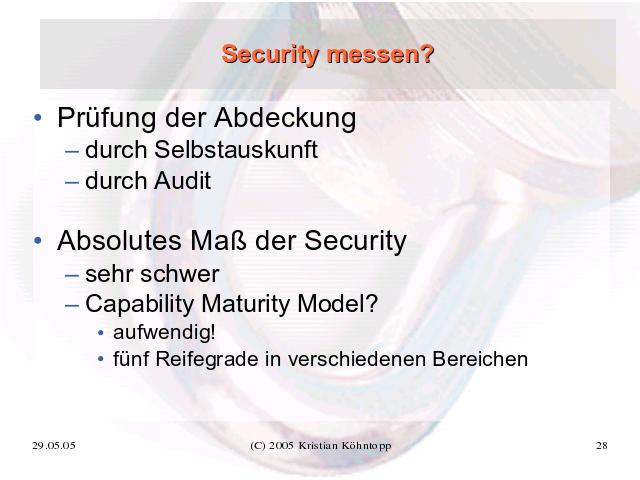 Security messen?
• Prüfung der Abdeckung
– durch Selbstauskunft
– durch Audit
• Absolutes Maß der Security
– sehr schwer
– Capability Maturity Model?
• aufwendig!
• fünf Reifegrade in verschiedenen Bereichen
29.05.05 (C) 2005 Kristian Köhntopp 28